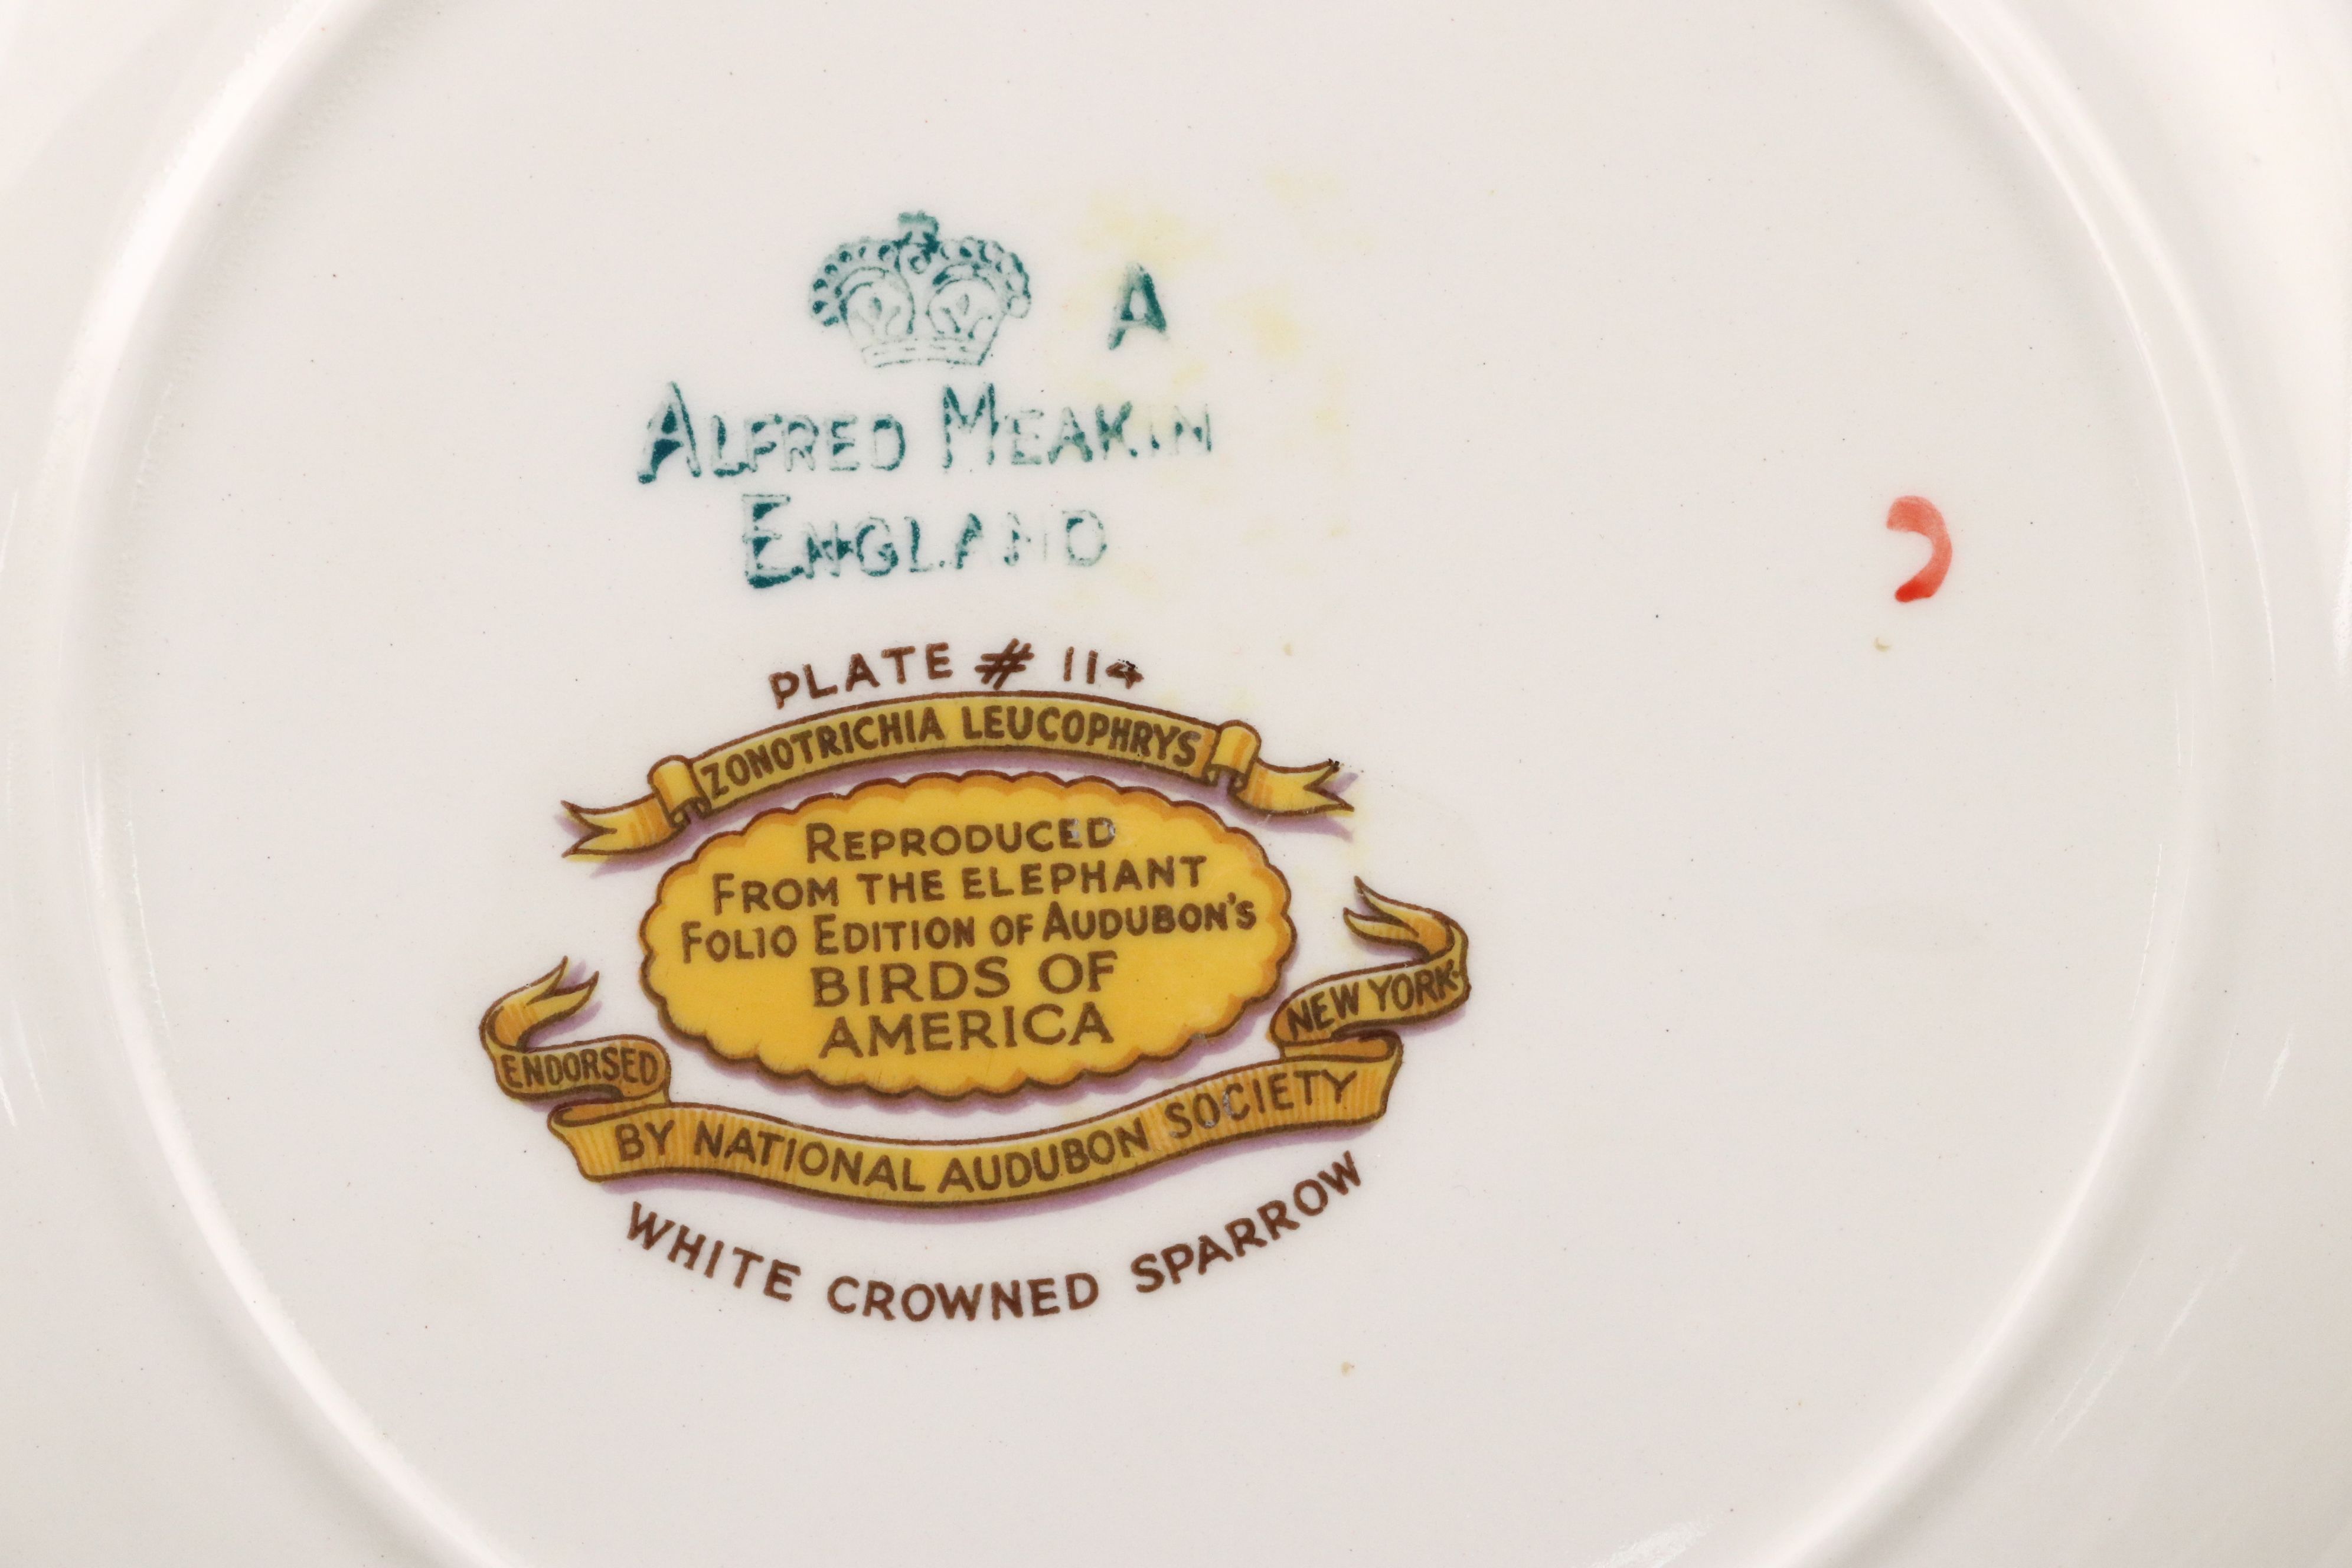 A
ALFRED MEAKIN
ENGLAND
PLATE # 114
ZONOTRICHIA LEUCOPHRYS
REPRODUCED
FROM THE ELEPHANT
FOLIO EDITION OF AUDUBON'S
BIRDS OF
AMERICA
ENDORSED
BY NATIONAL AUDUBON SOCIETY
NEW YORK·
WHITE CROWNED SPARROW